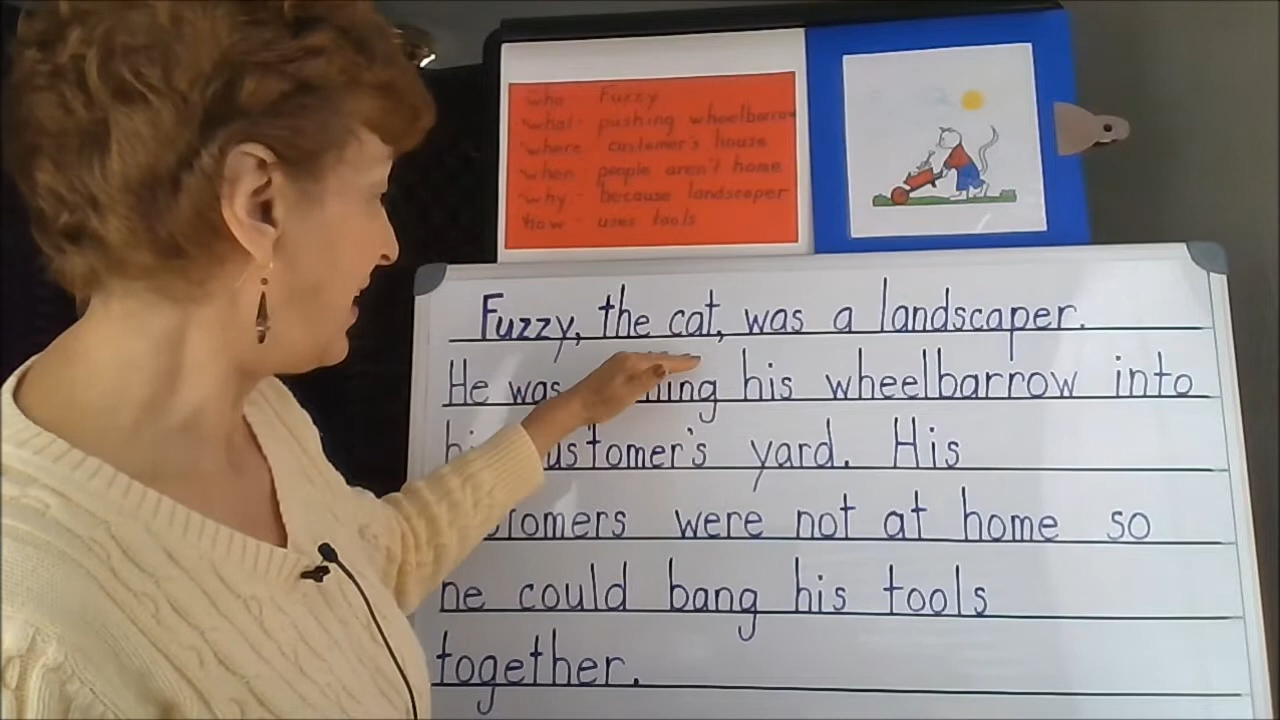 who Fuzzy
what - pushing wheelbarrow
where customer's house
when people aren't home
why - because landscaper
how - uses tools
Fuzzy, the cat, was a landscaper.
He was his wheelbarrow into
customer's yard. His
were not at home so
he could bang his tools
together.